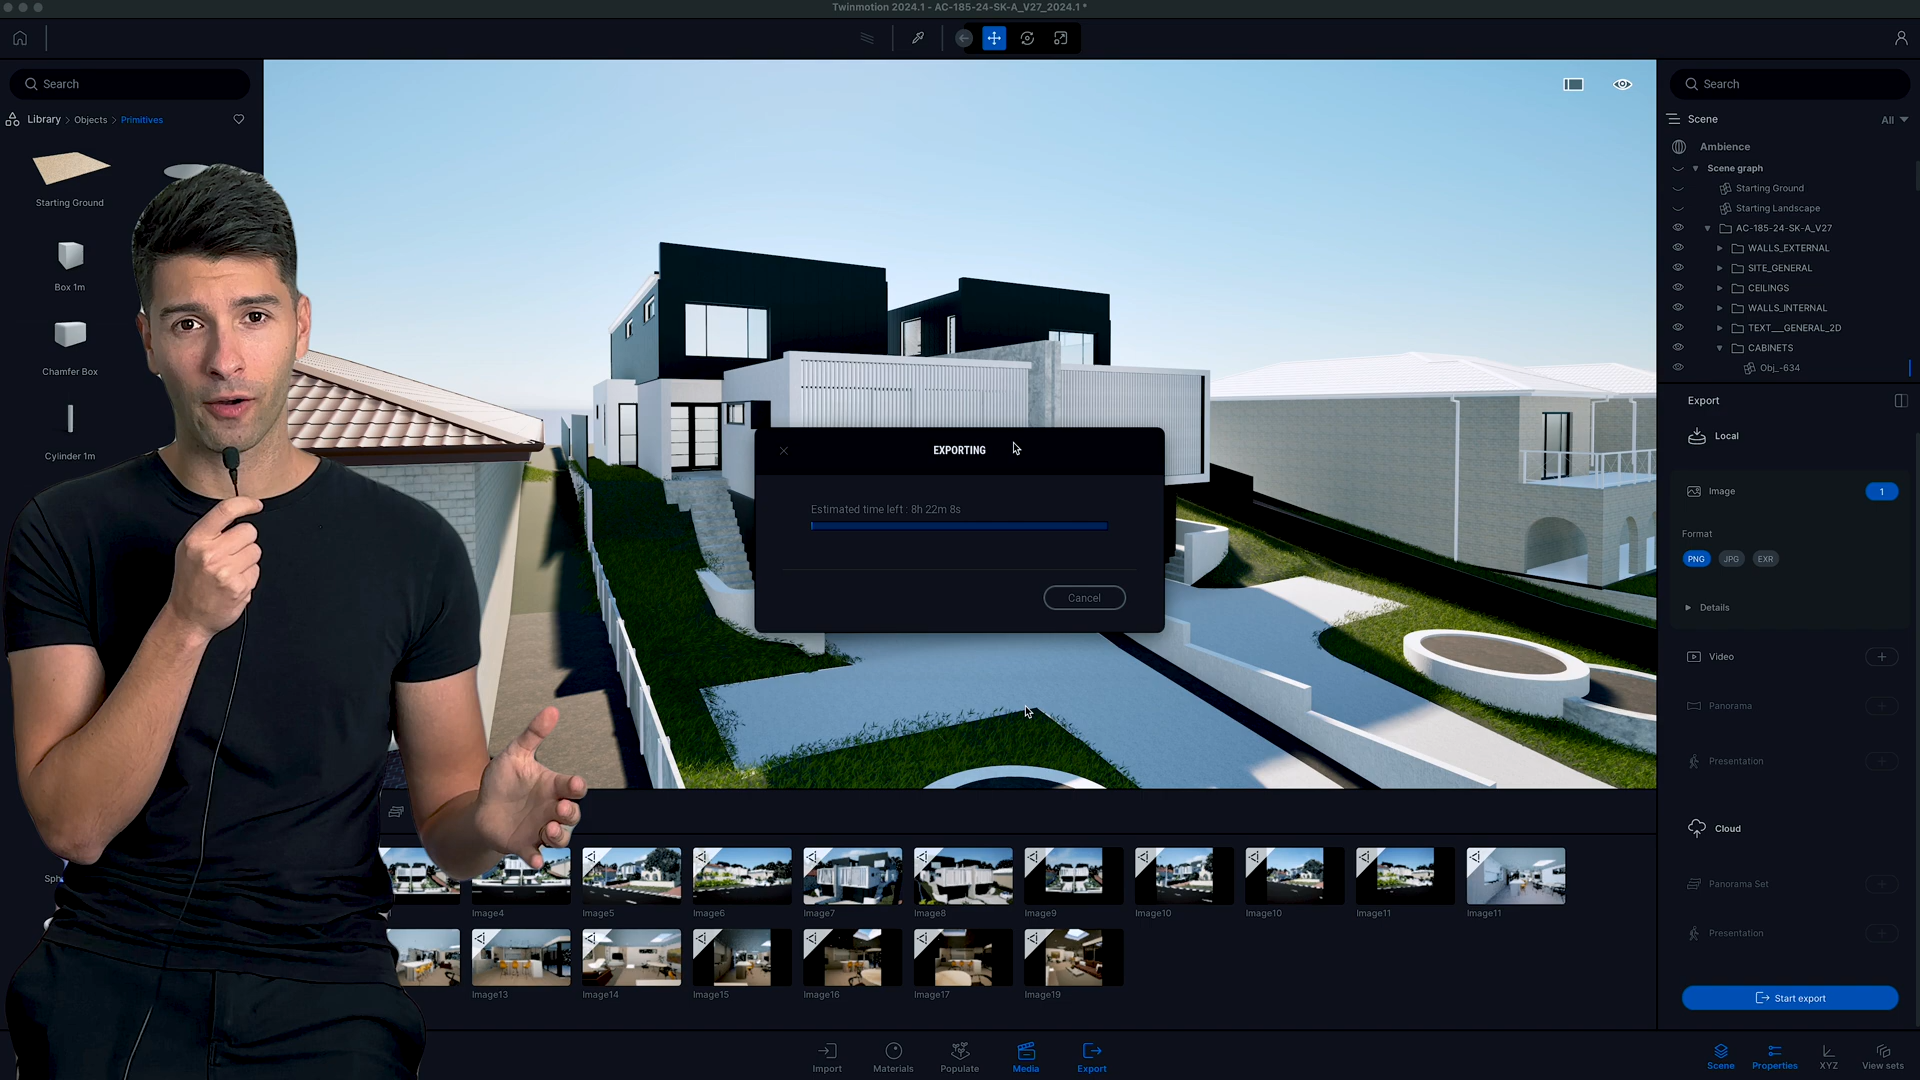 Twinmotion 2024.1 - AC-185-24-SK-A_V27_2024.1 *
Search
Library > Objects > Primitives
Starting Ground
Box 1m
Chamfer Box
Cylinder 1m
Sph
EXPORTING
Estimated time left : 8h 22m 8s
Cancel
Image4
Image5
Image6
Image7
Image8
Image9
Image10
Image10
Image11
Image11
Image13
Image14
Image15
Image16
Image17
Image19
Import
Materials
Populate
Media
Export
Search
Scene
All
Ambience
Scene graph
Starting Ground
Starting Landscape
AC-185-24-SK-A_V27
WALLS_EXTERNAL
SITE_GENERAL
CEILINGS
WALLS_INTERNAL
TEXT___GENERAL_2D
CABINETS
Obj_-634
Export
Local
Image 1
Format
PNG JPG EXR
Details
Video
Panorama
Presentation
Cloud
Panorama Set
Presentation
Start export
Scene
Properties
XYZ
View sets